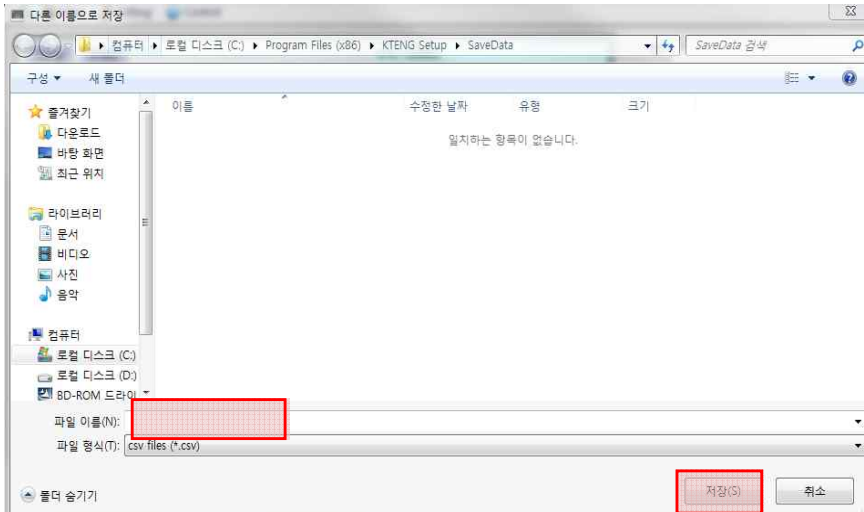 다른 이름으로 저장
컴퓨터 ▸ 로컬 디스크 (C:) ▸ Program Files (x86) ▸ KTENG Setup ▸ SaveData
SaveData 검색
구성 ▾ 새 폴더
이름 수정한 날짜 유형 크기
일치하는 항목이 없습니다.
즐겨찾기
다운로드
바탕 화면
최근 위치
라이브러리
문서
비디오
사진
음악
컴퓨터
로컬 디스크 (C:)
로컬 디스크 (D:)
BD-ROM 드라이
파일 이름(N):
파일 형식(T): csv files (*.csv)
폴더 숨기기
저장(S) 취소